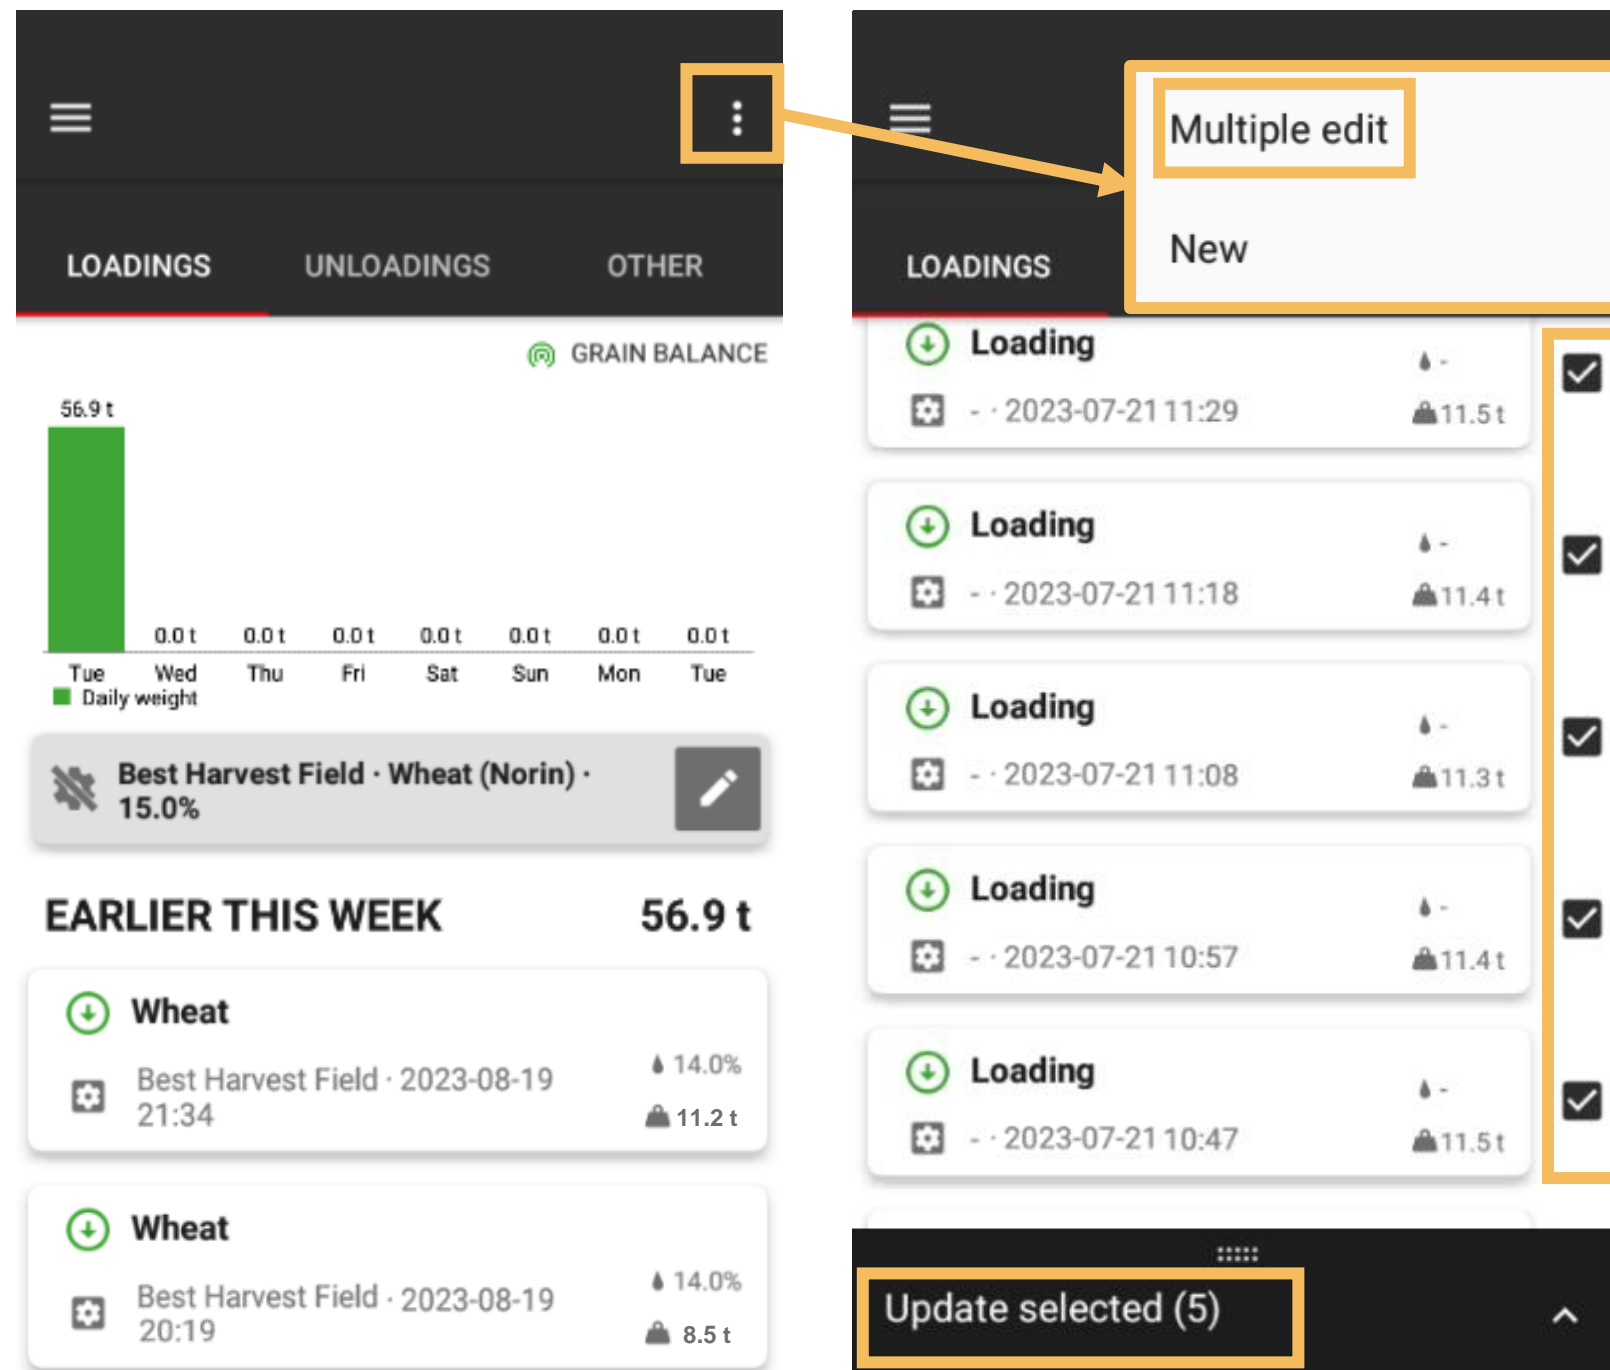 LOADINGS UNLOADINGS OTHER
GRAIN BALANCE
56.9 t
0.0 t 0.0 t 0.0 t 0.0 t 0.0 t 0.0 t 0.0 t
Tue Wed Thu Fri Sat Sun Mon Tue
Daily weight
Best Harvest Field · Wheat (Norin) ·
15.0%
EARLIER THIS WEEK 56.9 t
Wheat
14.0%
Best Harvest Field · 2023-08-19
21:34
11.2 t
Wheat
14.0%
Best Harvest Field · 2023-08-19
20:19
8.5 t
Multiple edit
New
LOADINGS
Loading
-
- · 2023-07-21 11:29 11.5 t
Loading
-
- · 2023-07-21 11:18 11.4 t
Loading
-
- · 2023-07-21 11:08 11.3 t
Loading
-
- · 2023-07-21 10:57 11.4 t
Loading
-
- · 2023-07-21 10:47 11.5 t
Update selected (5)